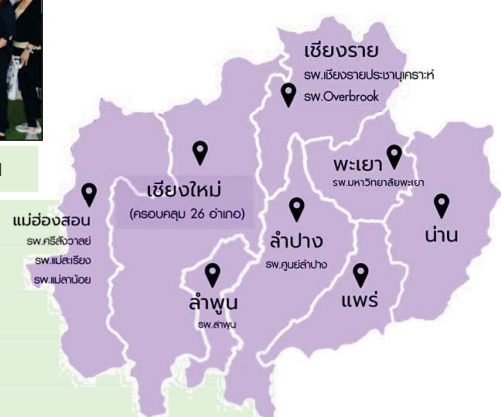 เชียงราย
รพ.เชียงรายประชานุเคราะห์
รพ.Overbrook
พะเยา
รพ.มหาวิทยาลัยพะเยา
เชียงใหม่
(ครอบคลุม 26 อำเภอ)
แม่ฮ่องสอน
รพ.ศรีสังวาลย์
รพ.แม่สะเรียง
รพ.แม่ลาน้อย
ลำปาง
รพ.ศูนย์ลำปาง
น่าน
ลำพูน
รพ.ลำพูน
แพร่